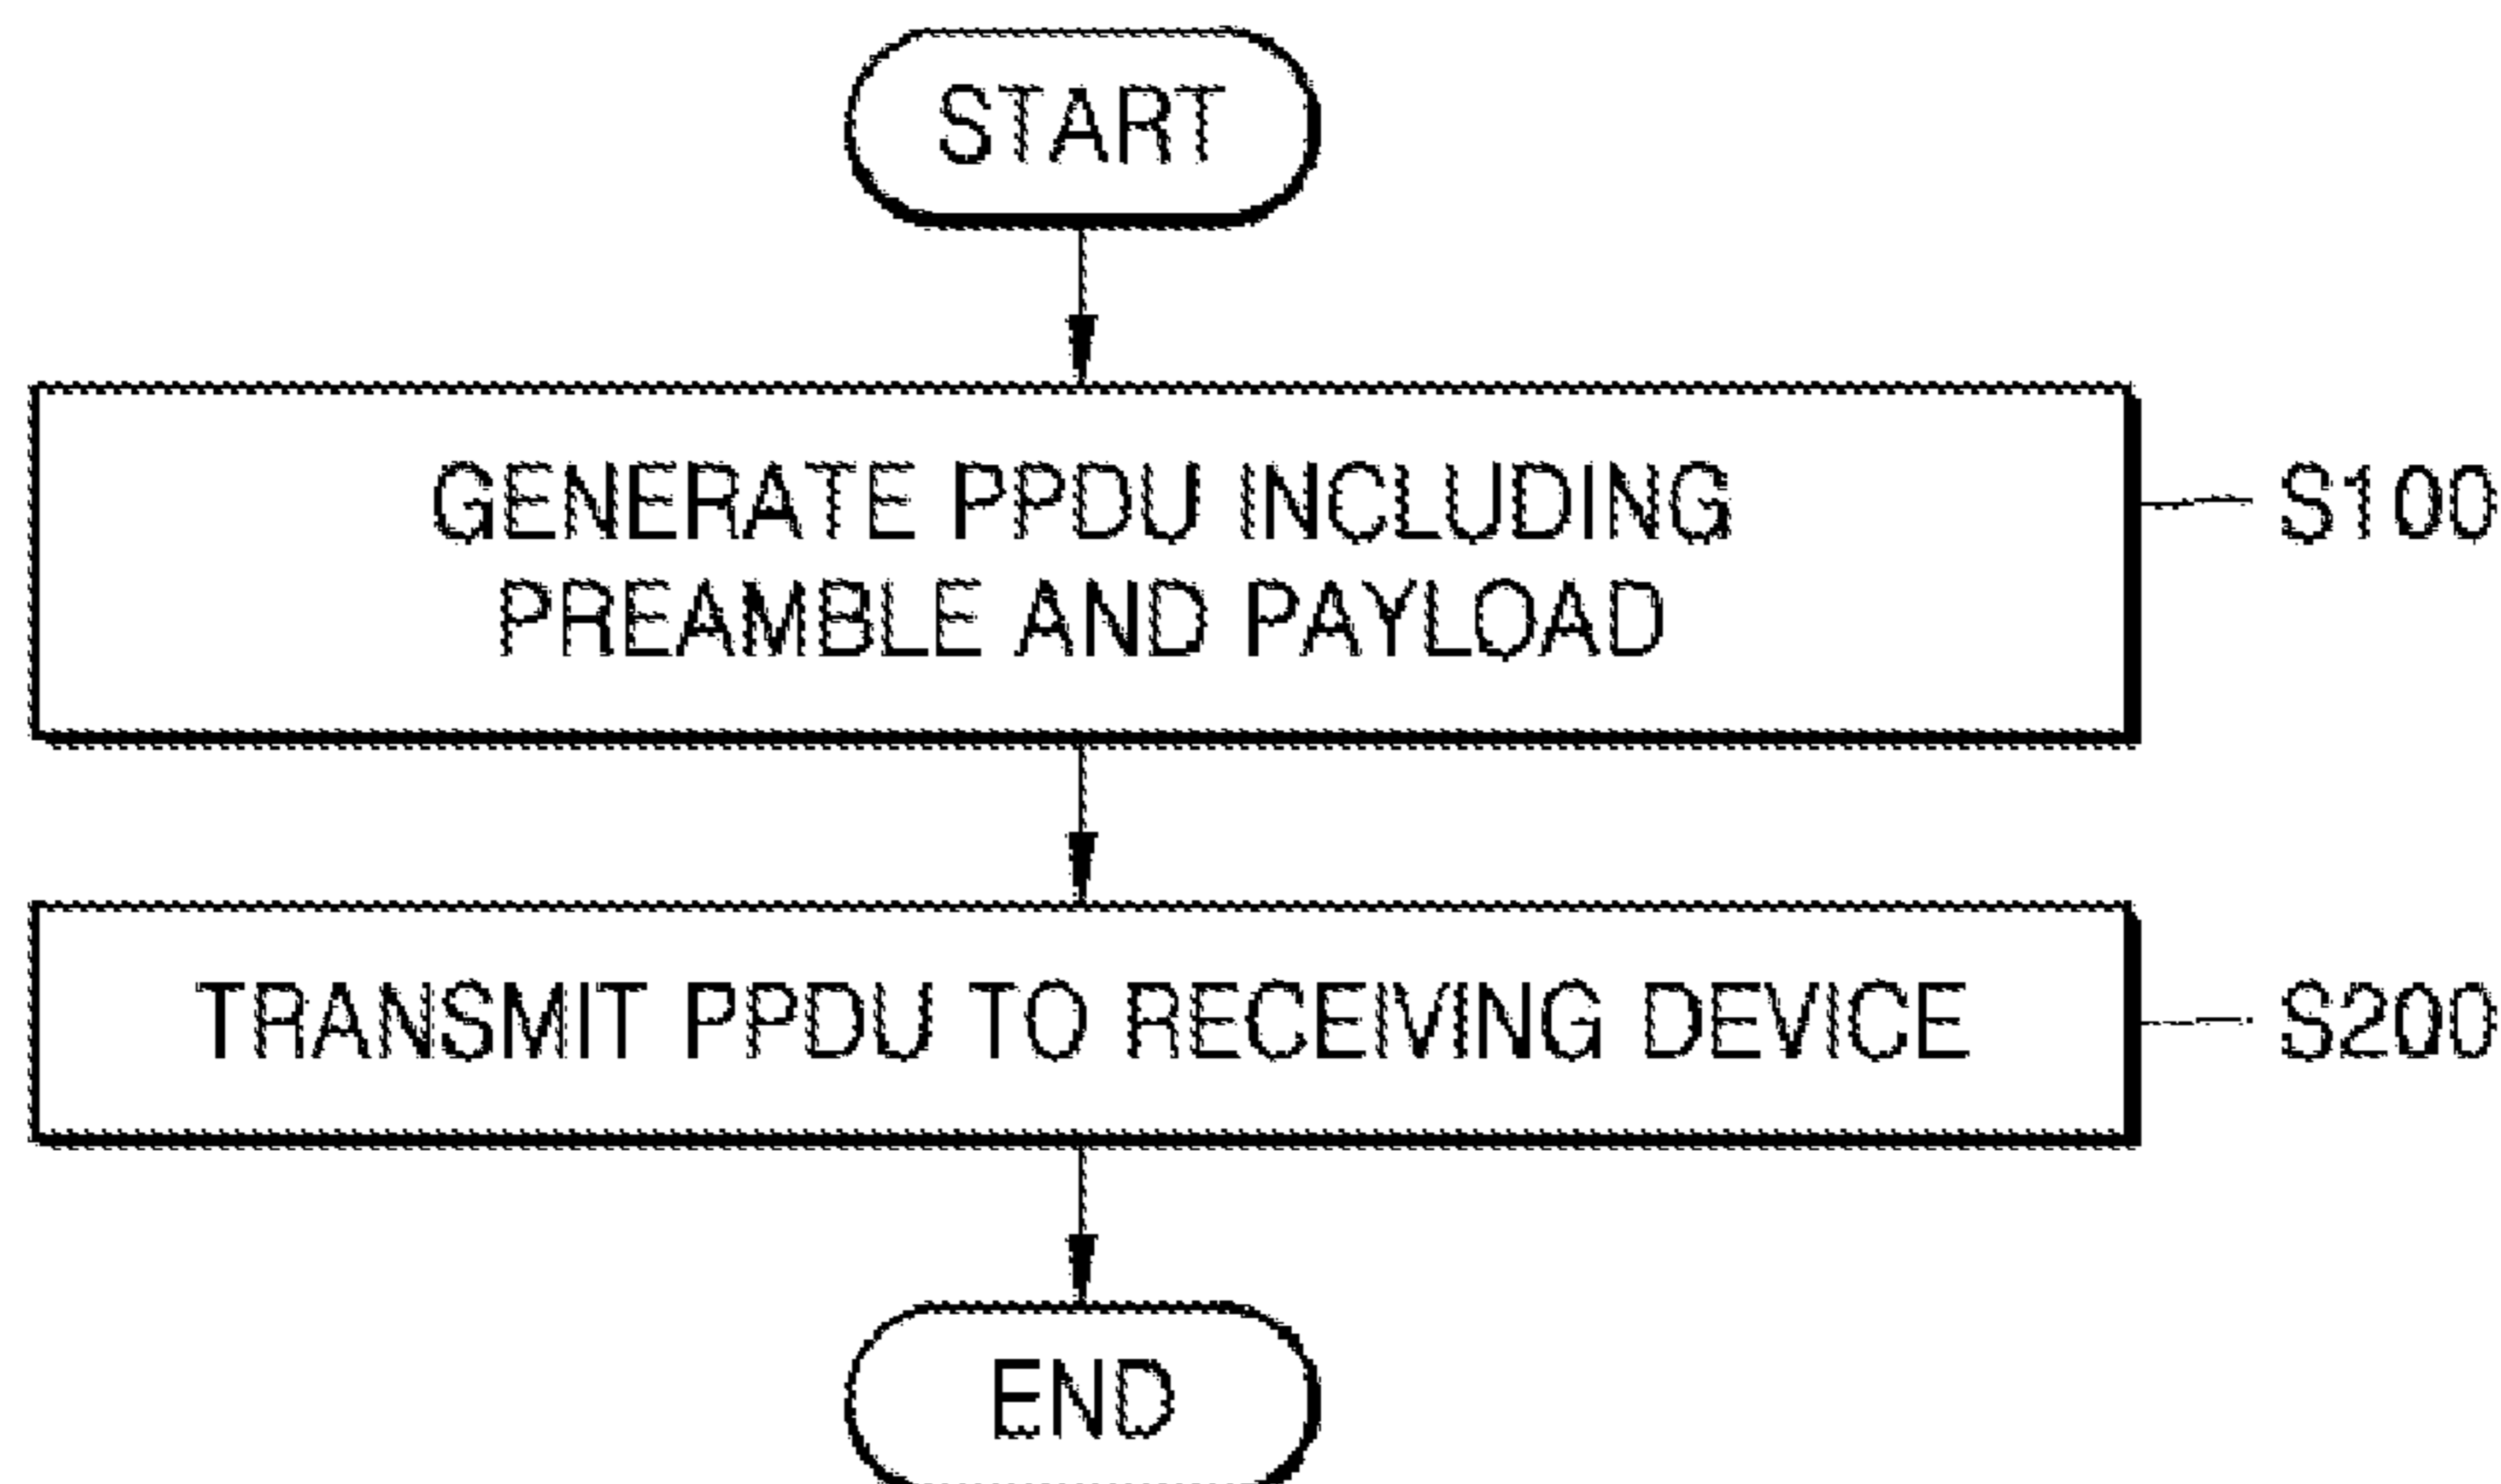 START
GENERATE PPDU INCLUDING
PREAMBLE AND PAYLOAD
S100
TRANSMIT PPDU TO RECEIVING DEVICE
S200
END